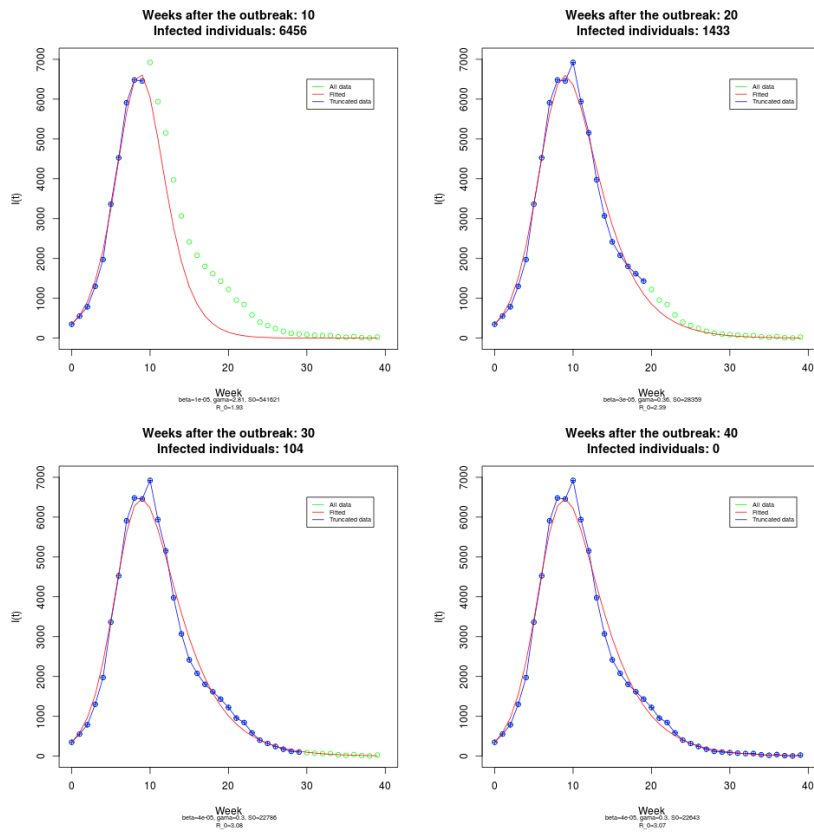 Weeks after the outbreak: 10
Infected individuals: 6456
I(t)
7000
6000
5000
4000
3000
2000
1000
0
All data
Fitted
Truncated data
0 10 20 30 40
Week
beta=1e-05, gama=2.81, S0=541621
R_0=1.93
Weeks after the outbreak: 20
Infected individuals: 1433
I(t)
7000
6000
5000
4000
3000
2000
1000
0
All data
Fitted
Truncated data
0 10 20 30 40
Week
beta=3e-05, gama=0.36, S0=28359
R_0=2.39
Weeks after the outbreak: 30
Infected individuals: 104
I(t)
7000
6000
5000
4000
3000
2000
1000
0
All data
Fitted
Truncated data
0 10 20 30 40
Week
beta=4e-05, gama=0.3, S0=22786
R_0=3.08
Weeks after the outbreak: 40
Infected individuals: 0
I(t)
7000
6000
5000
4000
3000
2000
1000
0
All data
Fitted
Truncated data
0 10 20 30 40
Week
beta=4e-05, gama=0.3, S0=22643
R_0=3.07